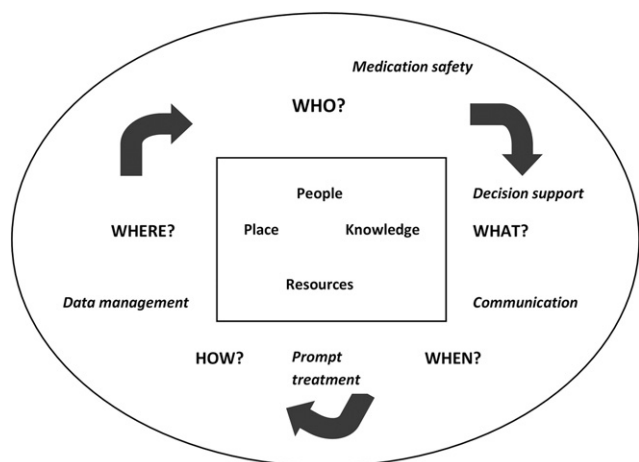 Medication safety
WHO?
People
Decision support
WHERE?
Place
Knowledge
WHAT?
Resources
Data management
Communication
HOW?
Prompt
treatment
WHEN?